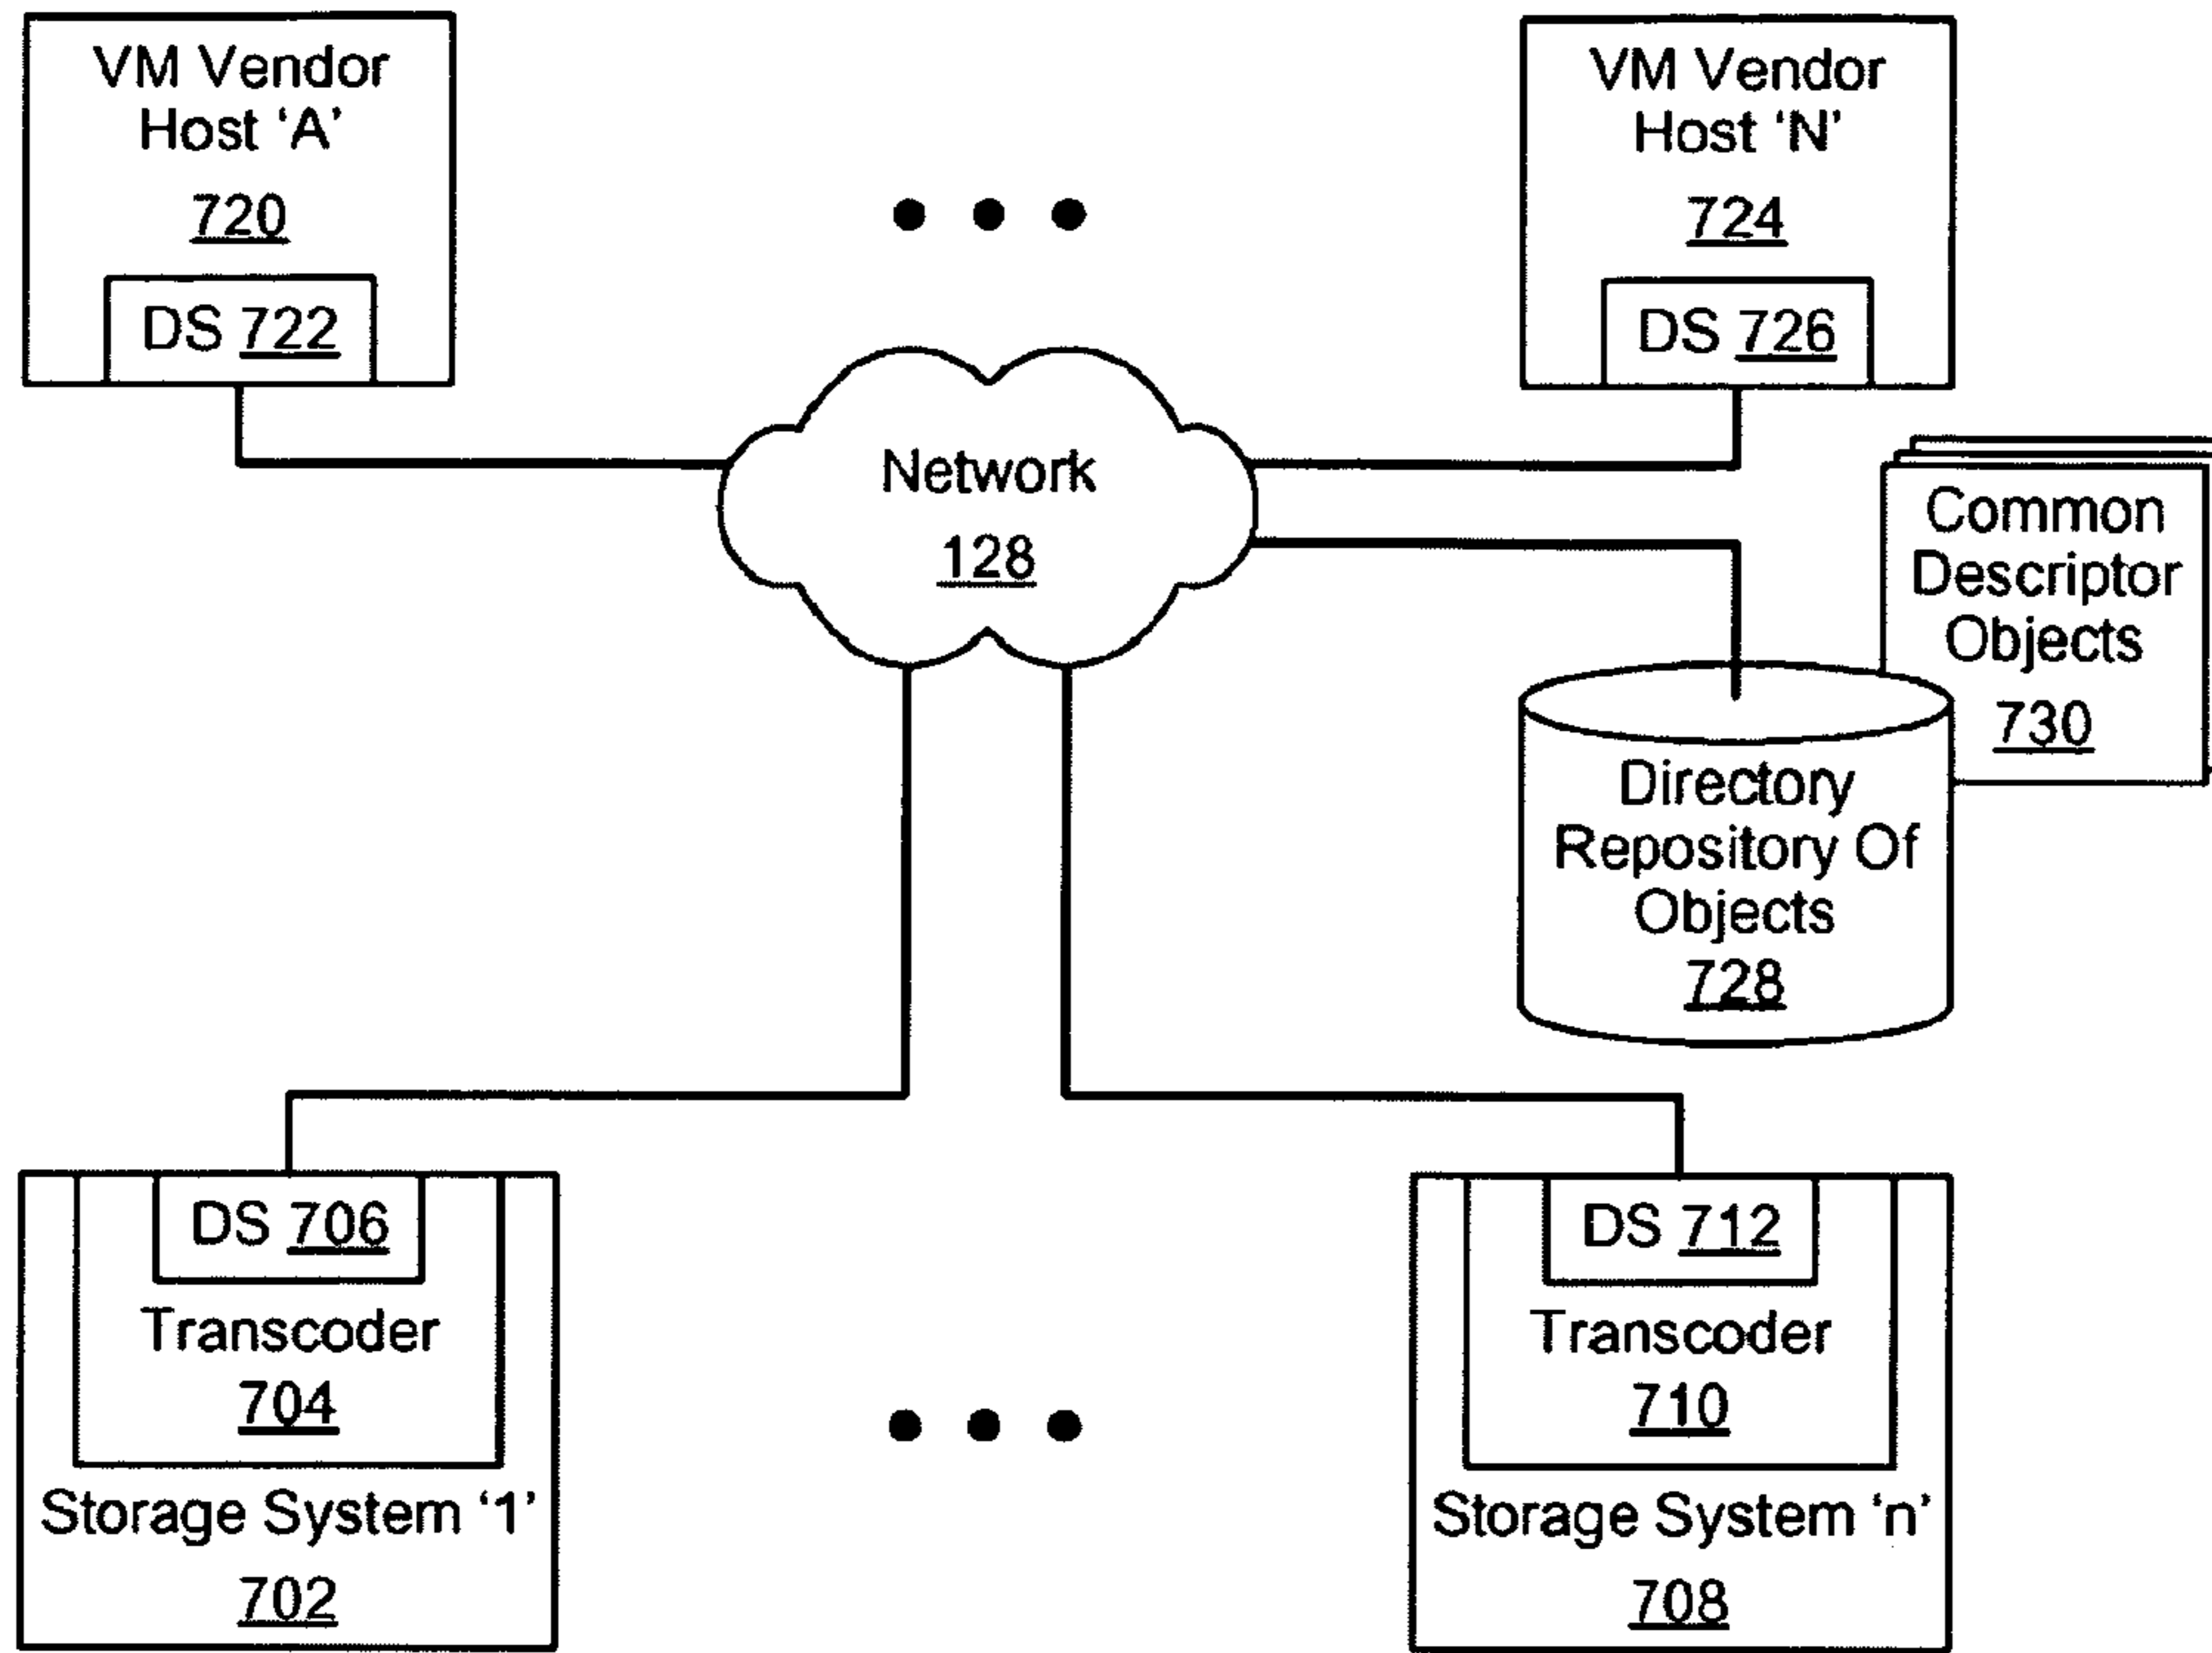 VM Vendor
Host ‘A’
720
DS 722
VM Vendor
Host ‘N’
724
DS 726
Network
128
Common
Descriptor
Objects
730
Directory
Repository Of
Objects
728
DS 706
Transcoder
704
Storage System ‘1’
702
DS 712
Transcoder
710
Storage System ‘n’
708